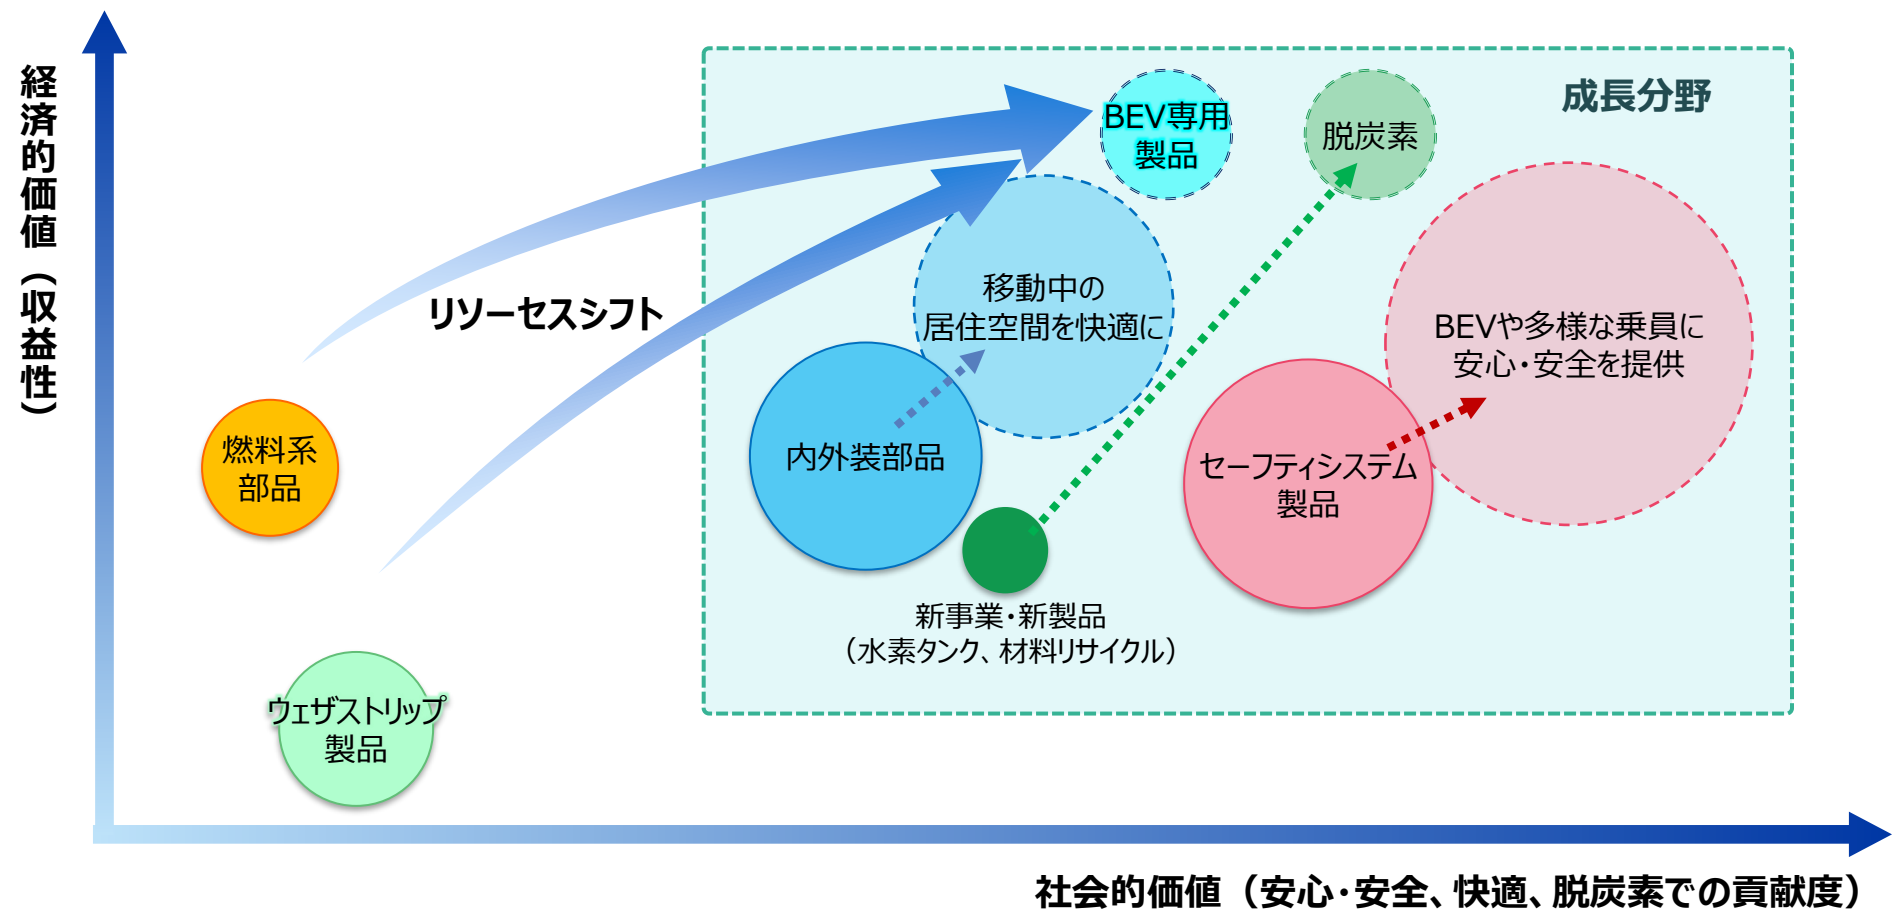 経済的価値（収益性）
成長分野
BEV専用
製品
脱炭素
移動中の
居住空間を快適に
リソーセスシフト
BEVや多様な乗員に
安心・安全を提供
燃料系
部品
内外装部品
セーフティシステム
製品
新事業・新製品
（水素タンク、材料リサイクル）
ウェザストリップ
製品
社会的価値（安心・安全、快適、脱炭素での貢献度）